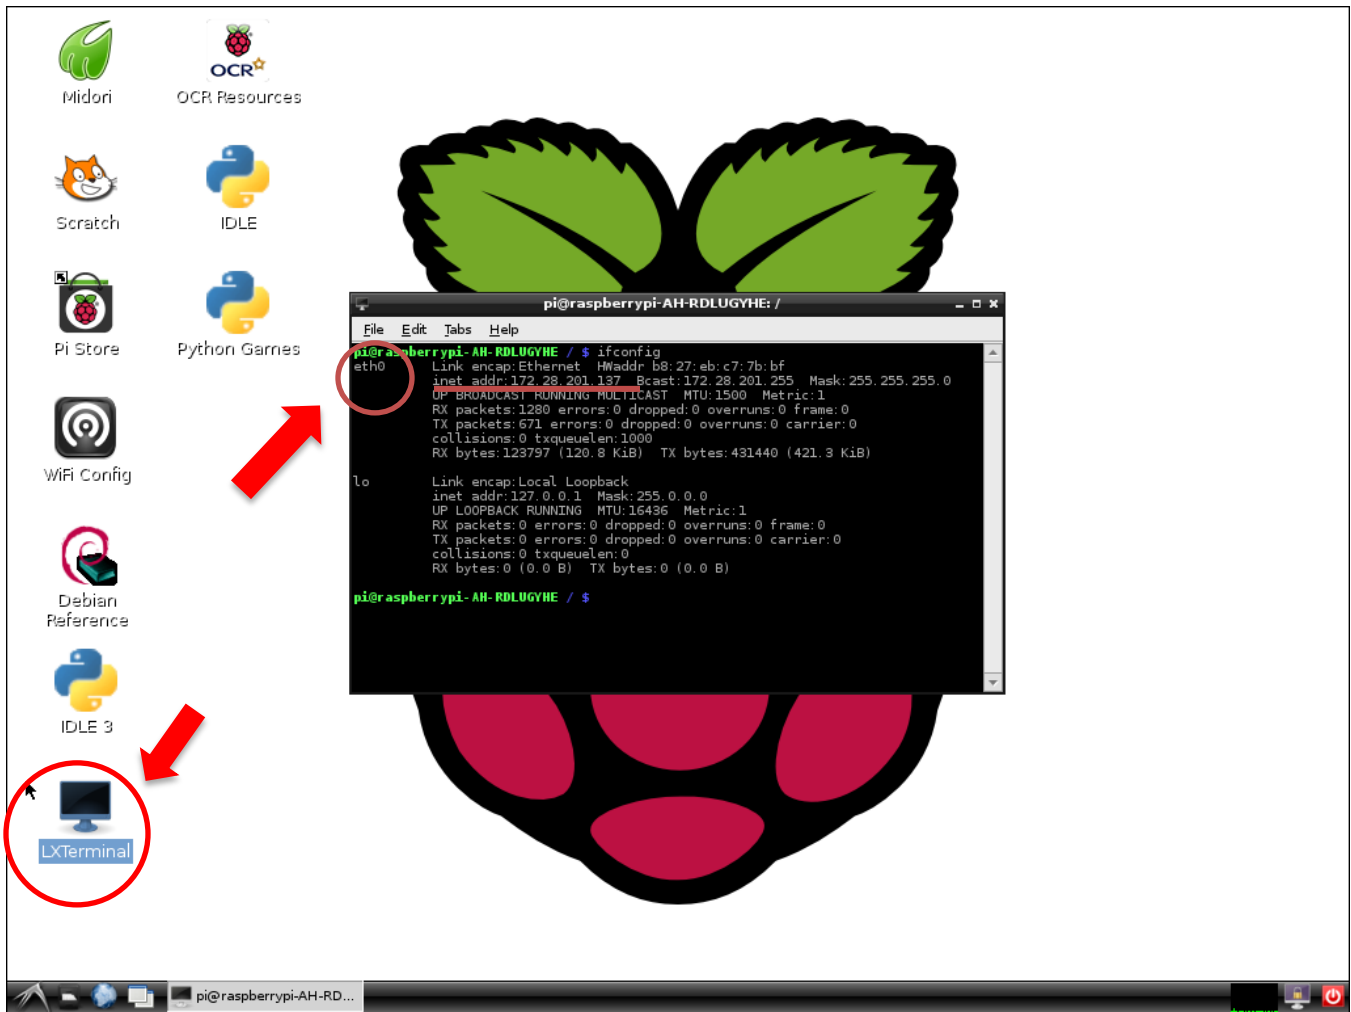 Midori
OCR
OCR Resources
Scratch
IDLE
Pi Store
Python Games
WiFi Config
Debian
Reference
IDLE 3
LXTerminal
pi@raspberrypi-AH-RDLUGYHE: /
File Edit Tabs Help
pi@raspberrypi-AH-RDLUGYHE / $ ifconfig
eth0 Link encap:Ethernet HWaddr b8:27:eb:c7:7b:bf
inet addr:172.28.201.137 Bcast:172.28.201.255 Mask:255.255.255.0
UP BROADCAST RUNNING MULTICAST MTU:1500 Metric:1
RX packets:1280 errors:0 dropped:0 overruns:0 frame:0
TX packets:671 errors:0 dropped:0 overruns:0 carrier:0
collisions:0 txqueuelen:1000
RX bytes:123797 (120.8 KiB) TX bytes:431440 (421.3 KiB)
lo Link encap:Local Loopback
inet addr:127.0.0.1 Mask:255.0.0.0
UP LOOPBACK RUNNING MTU:16436 Metric:1
RX packets:0 errors:0 dropped:0 overruns:0 frame:0
TX packets:0 errors:0 dropped:0 overruns:0 carrier:0
collisions:0 txqueuelen:0
RX bytes:0 (0.0 B) TX bytes:0 (0.0 B)
pi@raspberrypi-AH-RDLUGYHE / $
pi@raspberrypi-AH-RD...